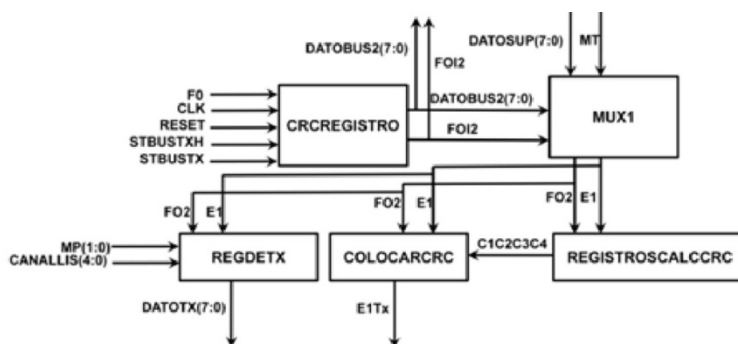 DATOSUP(7:0) MT
DATOBUS2(7:0)
FOI2
F0
CLK
RESET
STBUSTXH
STBUSTX
CRCREGISTRO
DATOBUS2(7:0)
FOI2
MUX1
FO2 E1
FO2 E1
FO2 E1
MP(1:0)
CANALLIS(4:0)
REGDETX
COLOCARCRC
C1C2C3C4
REGISTROSCALCCRC
DATOTX(7:0)
E1Tx